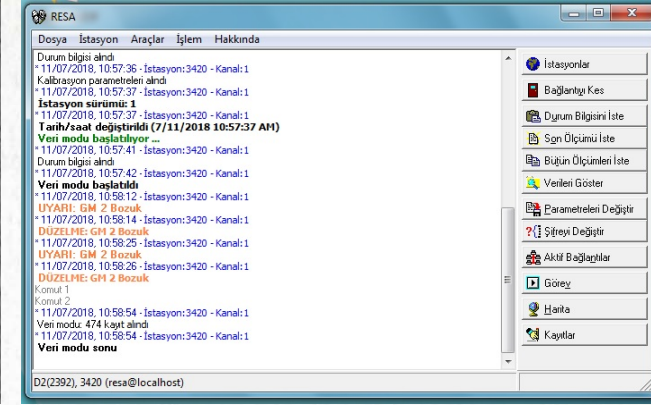 RESA
Dosya İstasyon Araçlar İşlem Hakkında
Durum bilgisi alındı
* 11/07/2018, 10:57:36 - İstasyon:3420 - Kanal:1
Kalibrasyon parametreleri alındı
* 11/07/2018, 10:57:37 - İstasyon:3420 - Kanal:1
İstasyon sürümü: 1
* 11/07/2018, 10:57:37 - İstasyon:3420 - Kanal:1
Tarih/saat değiştirildi (7/11/2018 10:57:37 AM)
Veri modu başlatılıyor ...
* 11/07/2018, 10:57:41 - İstasyon:3420 - Kanal:1
Durum bilgisi alındı
* 11/07/2018, 10:57:42 - İstasyon:3420 - Kanal:1
Veri modu başlatıldı
* 11/07/2018, 10:58:12 - İstasyon:3420 - Kanal:1
UYARI: GM 2 Bozuk
* 11/07/2018, 10:58:14 - İstasyon:3420 - Kanal:1
DÜZELME: GM 2 Bozuk
* 11/07/2018, 10:58:25 - İstasyon:3420 - Kanal:1
UYARI: GM 2 Bozuk
* 11/07/2018, 10:58:26 - İstasyon:3420 - Kanal:1
DÜZELME: GM 2 Bozuk
Komut 1
Komut 2
* 11/07/2018, 10:58:54 - İstasyon:3420 - Kanal:1
Veri modu: 474 kayıt alındı
* 11/07/2018, 10:58:54 - İstasyon:3420 - Kanal:1
Veri modu sonu
İstasyonlar
Bağlantıyı Kes
Durum Bilgisini İste
Son Ölçümü İste
Bütün Ölçümleri İste
Verileri Göster
Parametreleri Değiştir
Şifreyi Değiştir
Aktif Bağlantılar
Görev
Harita
Kayıtlar
D2(2392), 3420 (resa@localhost)